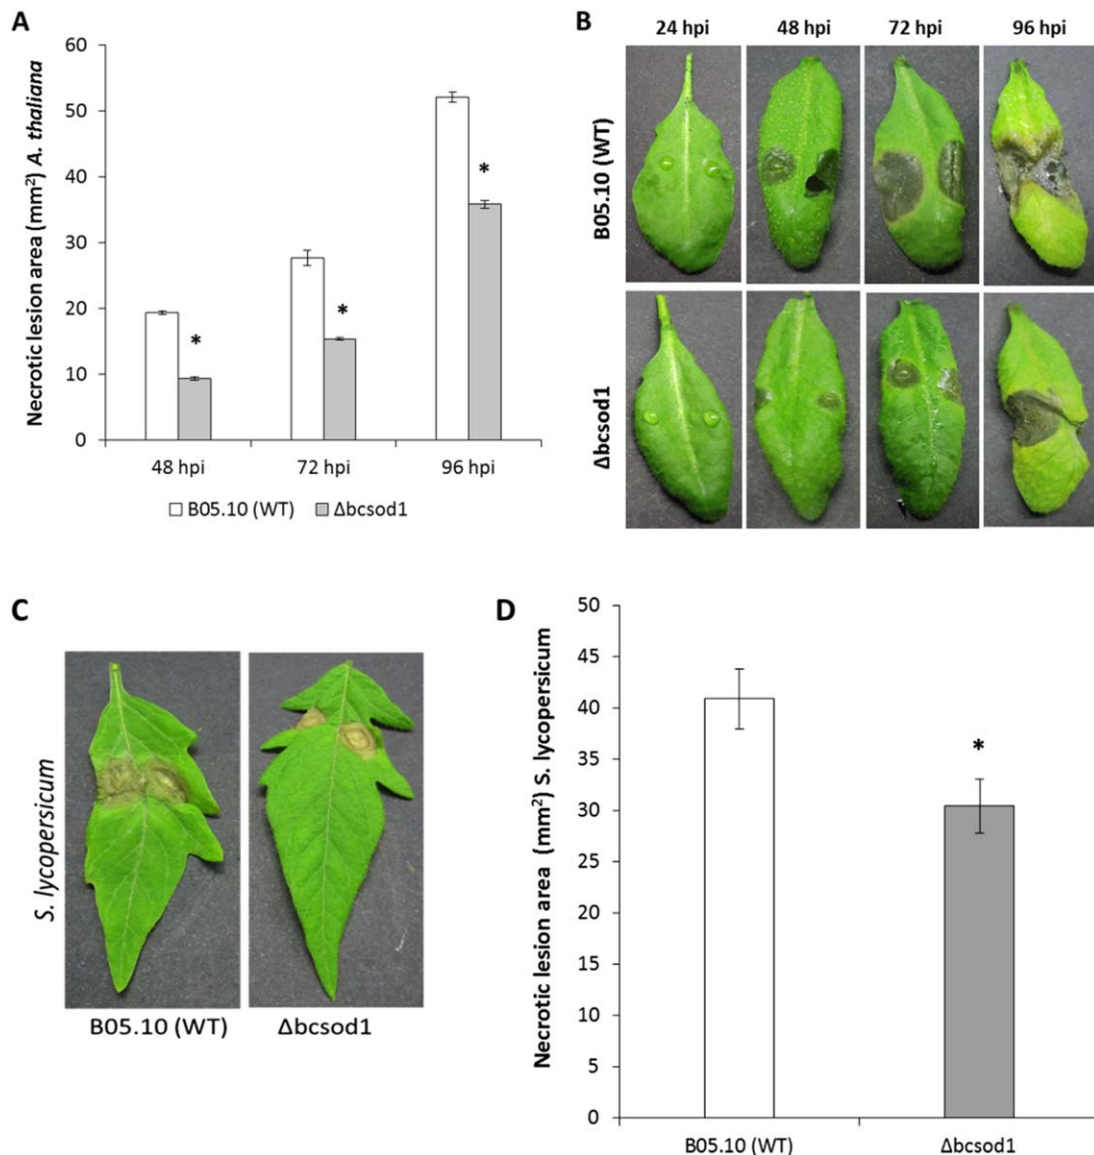 A
Necrotic lesion area (mm²) A. thaliana
60
50
40
30
20
10
0
*
*
*
48 hpi 72 hpi 96 hpi
B05.10 (WT) Δbcsod1
B
24 hpi 48 hpi 72 hpi 96 hpi
B05.10 (WT)
Δbcsod1
C
S. lycopersicum
B05.10 (WT) Δbcsod1
D
Necrotic lesion area (mm²) S. lycopersicum
50
45
40
35
30
25
20
15
10
5
0
*
B05.10 (WT) Δbcsod1